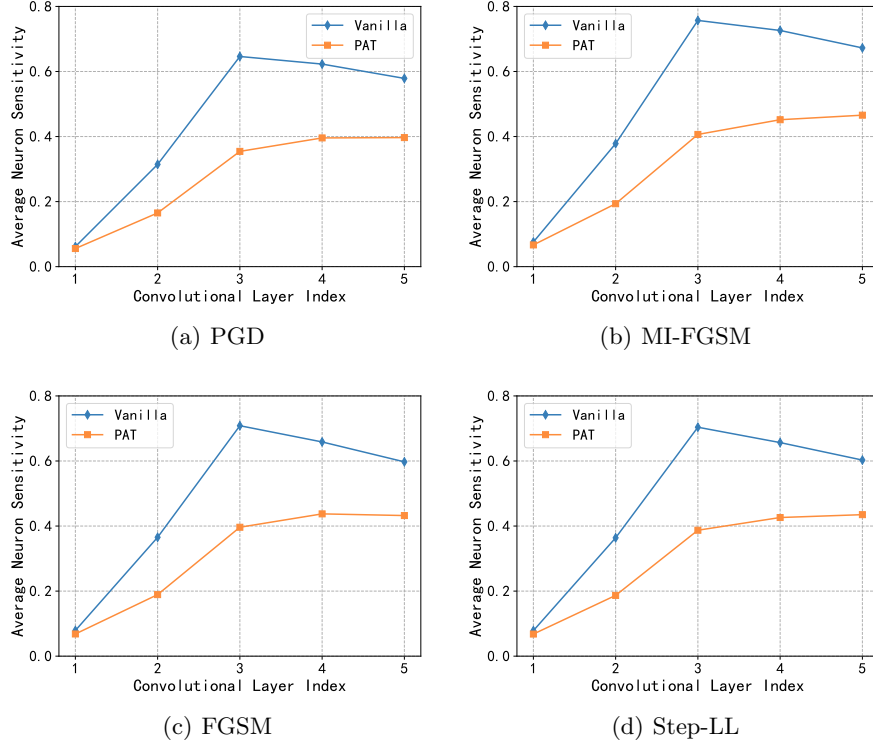 0.8
0.6
0.4
0.2
0.0
Average Neuron Sensitivity
Vanilla
PAT
1 2 3 4 5
Convolutional Layer Index
(a) PGD
0.8
0.6
0.4
0.2
0.0
Average Neuron Sensitivity
Vanilla
PAT
1 2 3 4 5
Convolutional Layer Index
(b) MI-FGSM
0.8
0.6
0.4
0.2
0.0
Average Neuron Sensitivity
Vanilla
PAT
1 2 3 4 5
Convolutional Layer Index
(c) FGSM
0.8
0.6
0.4
0.2
0.0
Average Neuron Sensitivity
Vanilla
PAT
1 2 3 4 5
Convolutional Layer Index
(d) Step-LL